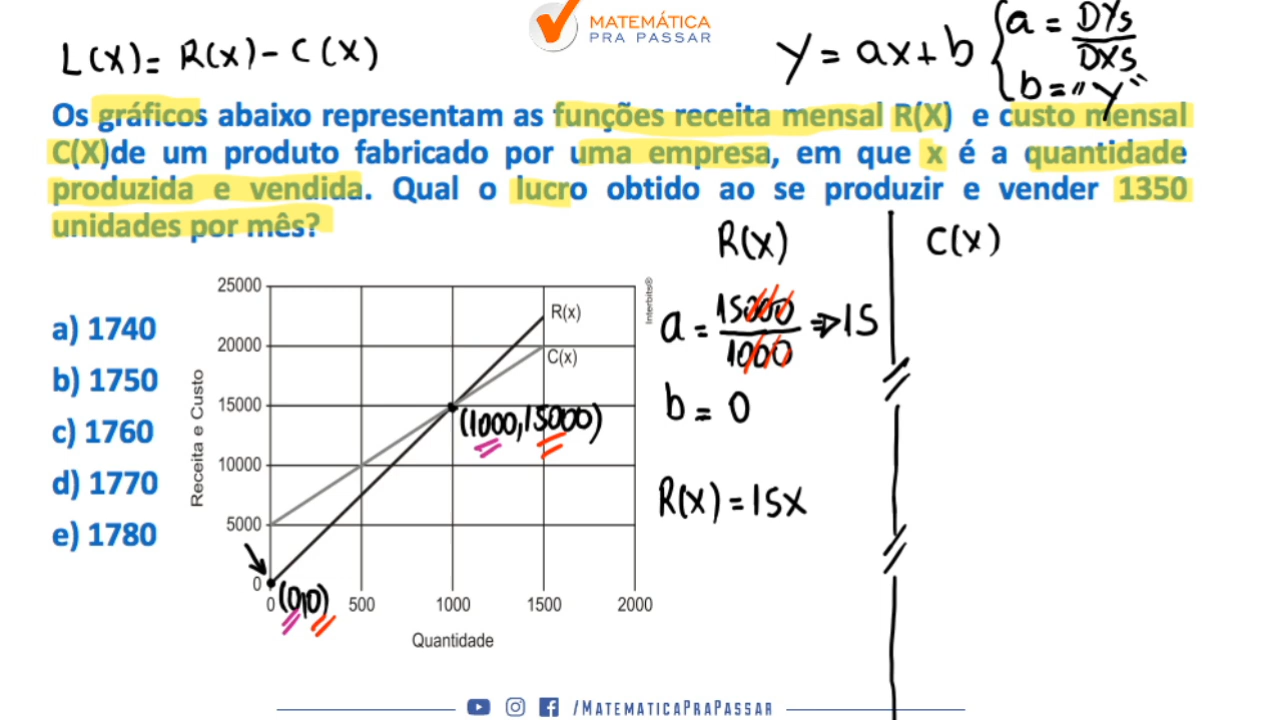 MATEMÁTICA
PRA PASSAR
L(X) = R(X) - C(X)
Y = ax + b { a = DYs / DXs
b = "Y"
Os gráficos abaixo representam as funções receita mensal R(X) e custo mensal
C(X)de um produto fabricado por uma empresa, em que x é a quantidade
produzida e vendida. Qual o lucro obtido ao se produzir e vender 1350
unidades por mês?
a) 1740
b) 1750
c) 1760
d) 1770
e) 1780
Receita e Custo
25000
20000
15000
10000
5000
0
0 500 1000 1500 2000
Quantidade
R(x)
C(x)
Interbits®
(1000,15000)
(0,0)
R(X)
a = 15000 / 1000 => 15
b = 0
R(X) = 15X
C(X)
/MatematicaPraPassar